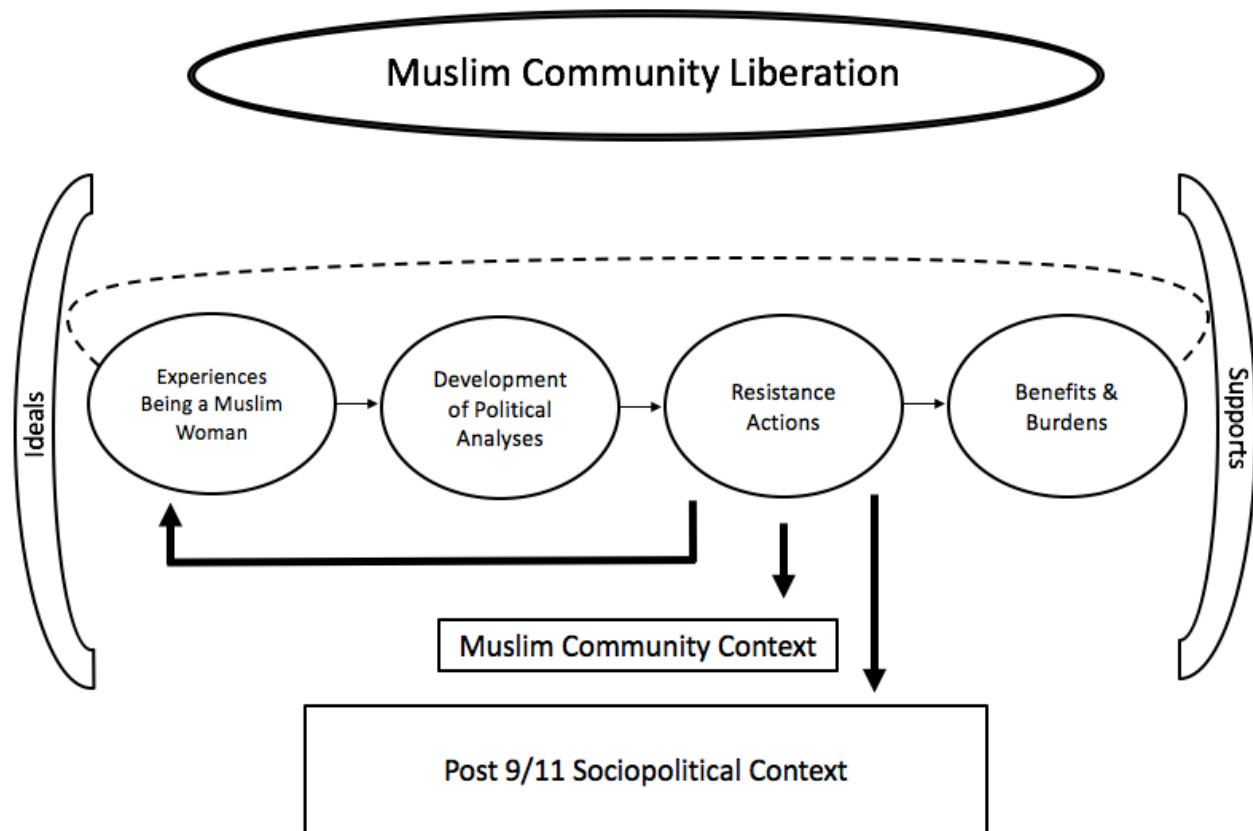 Muslim Community Liberation
Ideals
Experiences
Being a Muslim
Woman
Development
of Political
Analyses
Resistance
Actions
Benefits &
Burdens
Supports
Muslim Community Context
Post 9/11 Sociopolitical Context